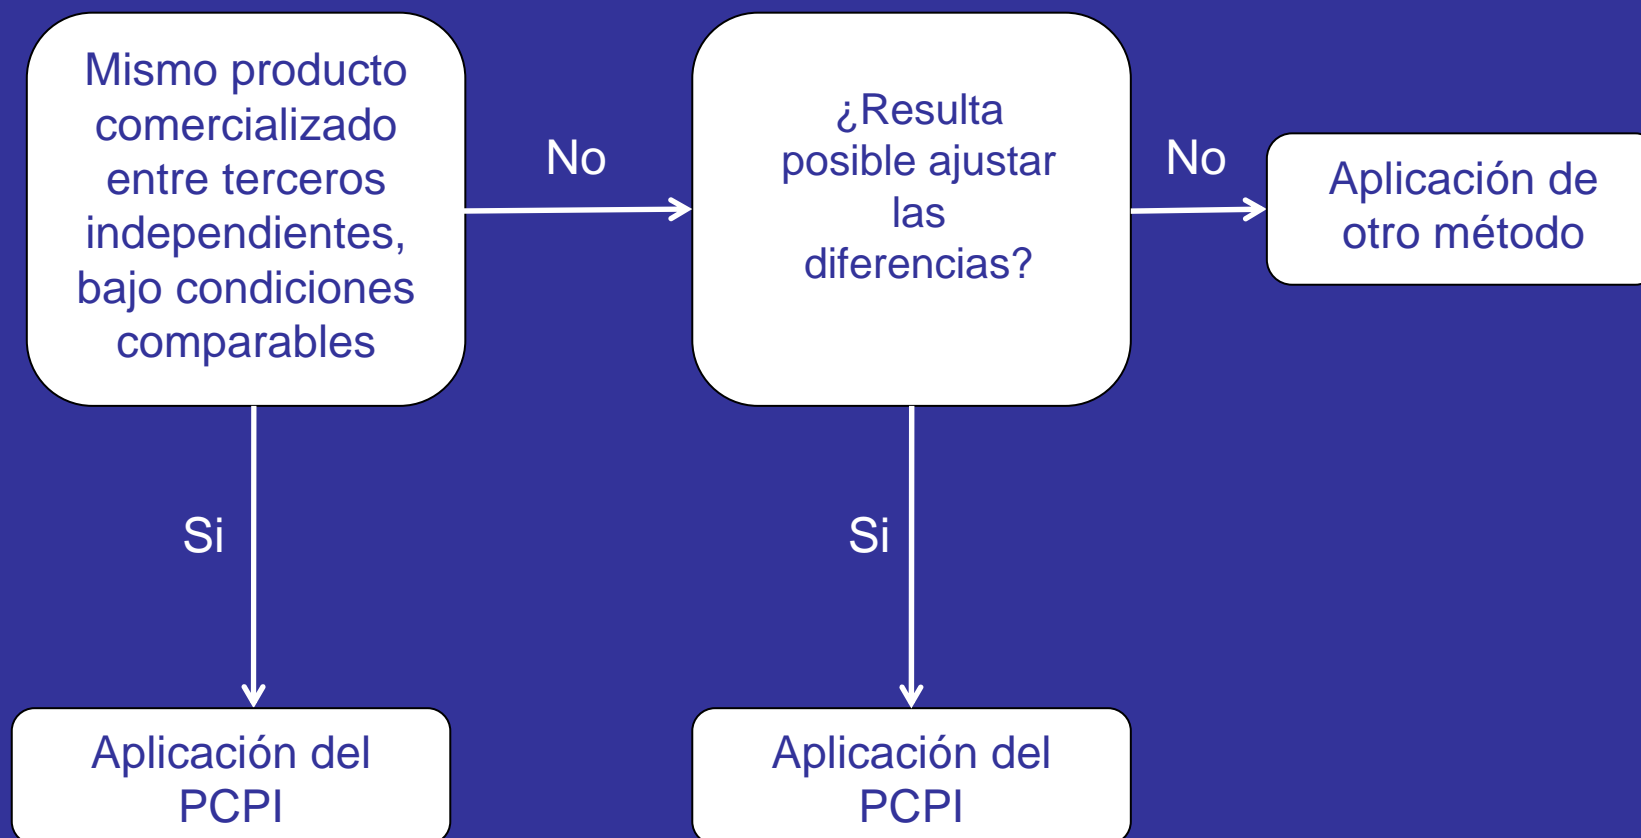 Mismo producto
comercializado
entre terceros
independientes,
bajo condiciones
comparables
No
¿Resulta
posible ajustar
las
diferencias?
No
Aplicación de
otro método
Si
Si
Aplicación del
PCPI
Aplicación del
PCPI